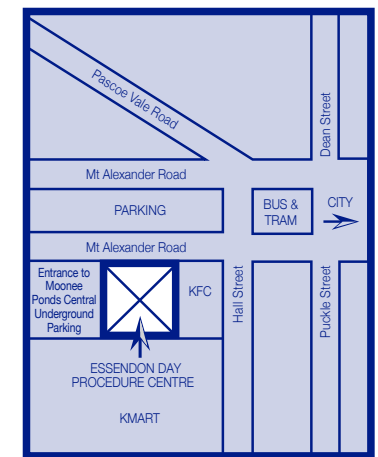 Pascoe Vale Road
Dean Street
Mt Alexander Road
PARKING
BUS &
TRAM
CITY
Mt Alexander Road
Entrance to
Moonee
Ponds Central
Underground
Parking
KFC
Hall Street
Puckle Street
ESSENDON DAY
PROCEDURE CENTRE
KMART